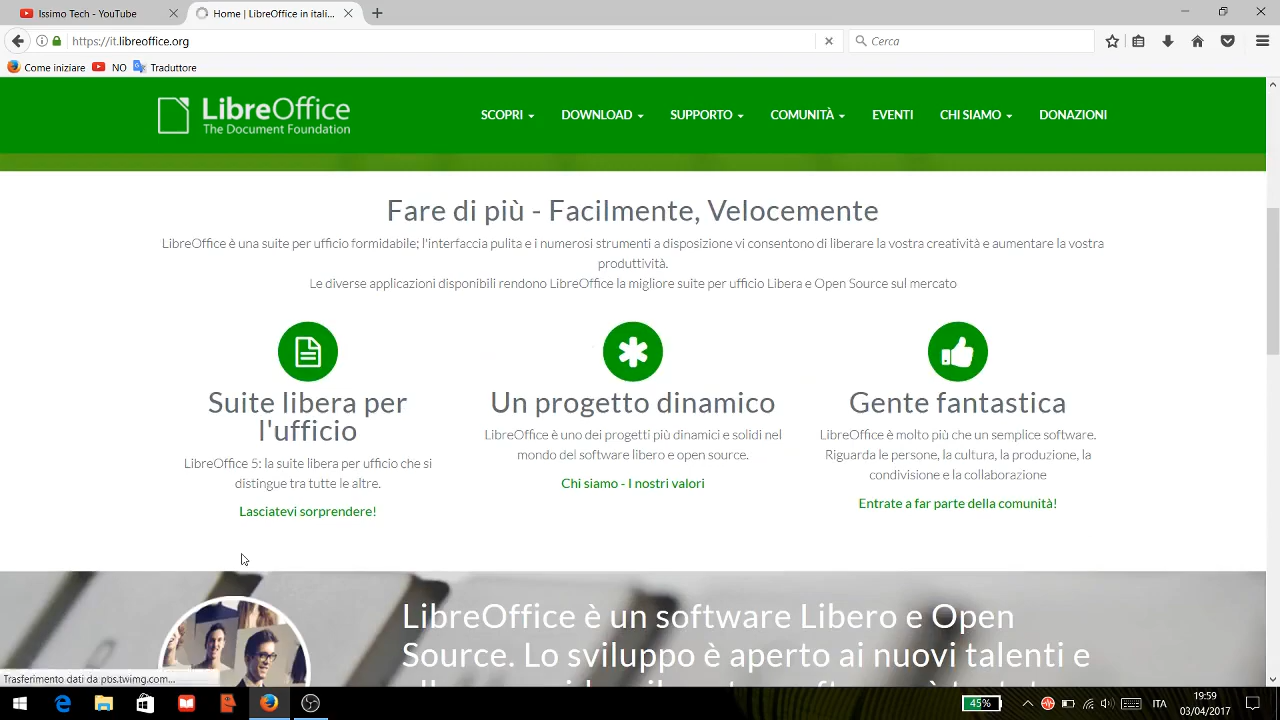 Issimo Tech - YouTube
Home | LibreOffice in itali...
https://it.libreoffice.org
Cerca
Come iniziare NO Traduttore
LibreOffice
The Document Foundation
SCOPRI DOWNLOAD SUPPORTO COMUNITÀ EVENTI CHI SIAMO DONAZIONI
Fare di più - Facilmente, Velocemente
LibreOffice è una suite per ufficio formidabile; l'interfaccia pulita e i numerosi strumenti a disposizione vi consentono di liberare la vostra creatività e aumentare la vostra
produttività.
Le diverse applicazioni disponibili rendono LibreOffice la migliore suite per ufficio Libera e Open Source sul mercato
Suite libera per
l'ufficio
LibreOffice 5: la suite libera per ufficio che si
distingue tra tutte le altre.
Lasciatevi sorprendere!
Un progetto dinamico
LibreOffice è uno dei progetti più dinamici e solidi nel
mondo del software libero e open source.
Chi siamo - I nostri valori
Gente fantastica
LibreOffice è molto più che un semplice software.
Riguarda le persone, la cultura, la produzione, la
condivisione e la collaborazione
Entrate a far parte della comunità!
LibreOffice è un software Libero e Open
Source. Lo sviluppo è aperto ai nuovi talenti e
Trasferimento dati da pbs.twimg.com...
45%
ITA
19:59
03/04/2017